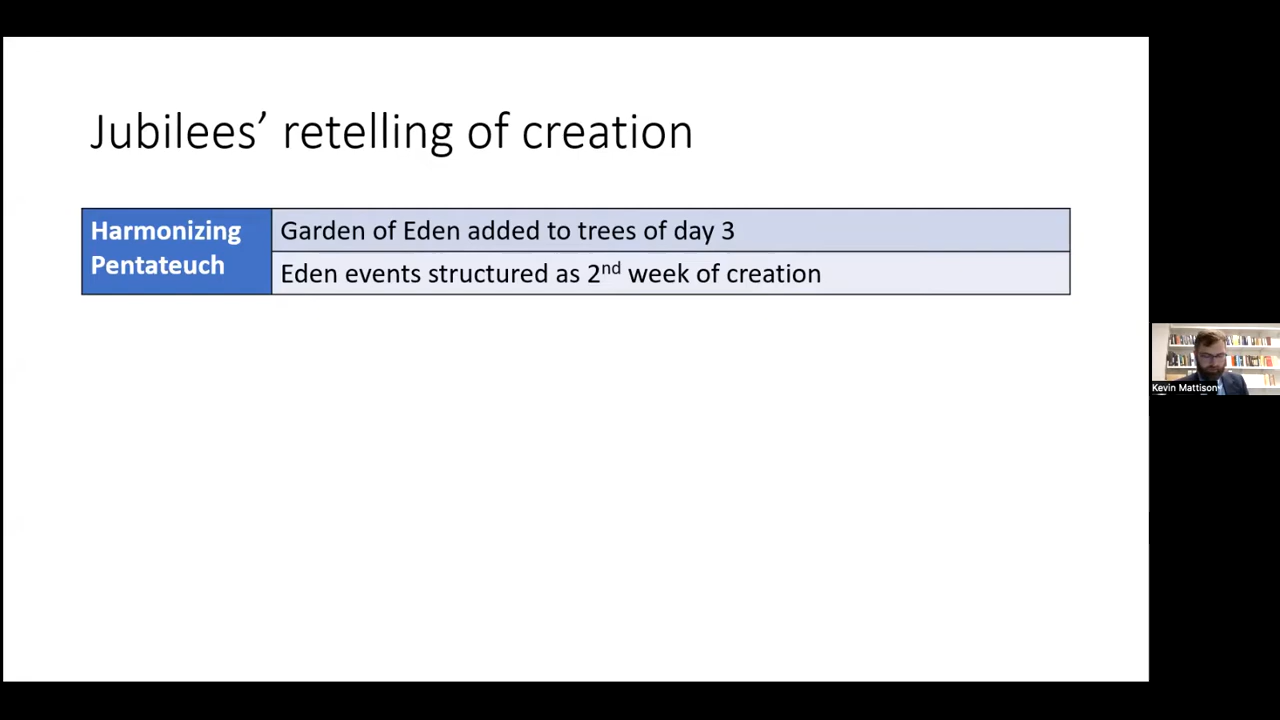 Jubilees’ retelling of creation
Harmonizing
Pentateuch
Garden of Eden added to trees of day 3
Eden events structured as 2nd week of creation
Kevin Mattison